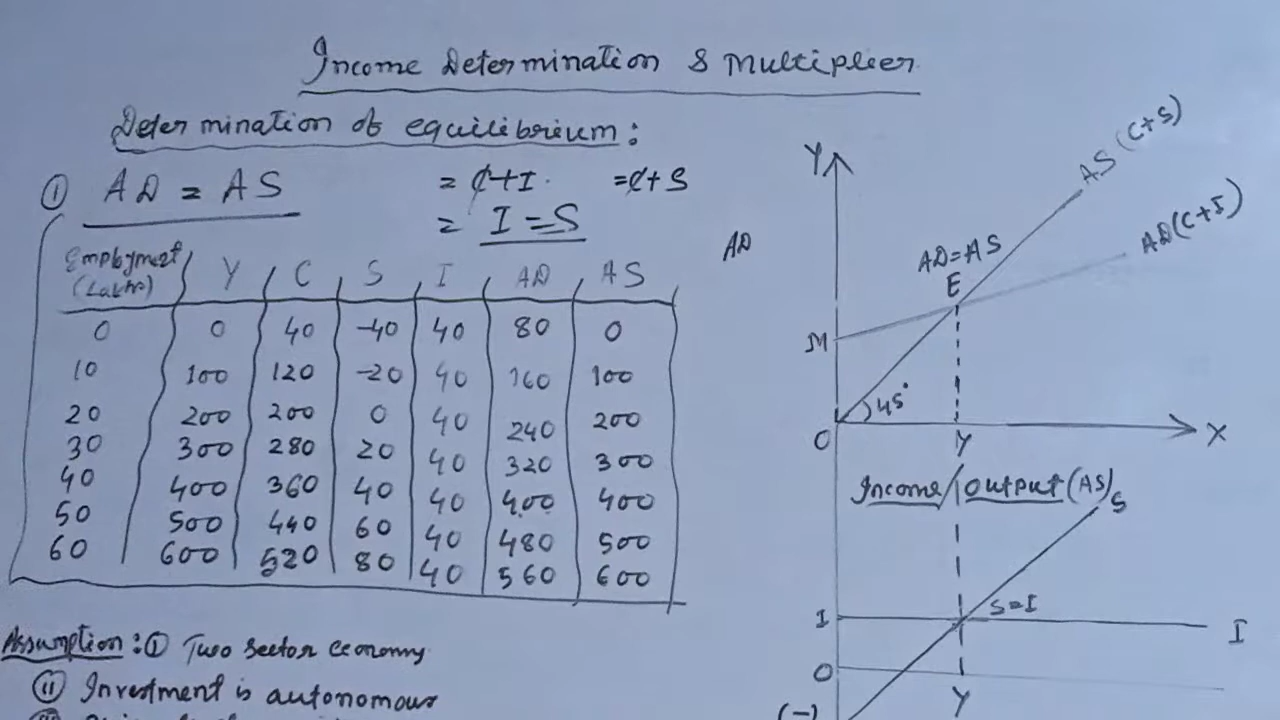 Income Determination & Multiplier
Determination of equilibrium:
① AD = AS = C+I. = C+S
= I = S
Employment (Lakhs) Y C S I AD AS
0 0 40 -40 40 80 0
10 100 120 -20 40 160 100
20 200 200 0 40 240 200
30 300 280 20 40 320 300
40 400 360 40 40 400 400
50 500 440 60 40 480 500
60 600 520 80 40 560 600
Assumption: ① Two sector economy
ⅱ Investment is autonomous
Y
AS (C+S)
AD (C+I)
AD
AD=AS
E
M
45°
O Y X
Income/output (AS)
S
S=I
I I
O
Y
(-)